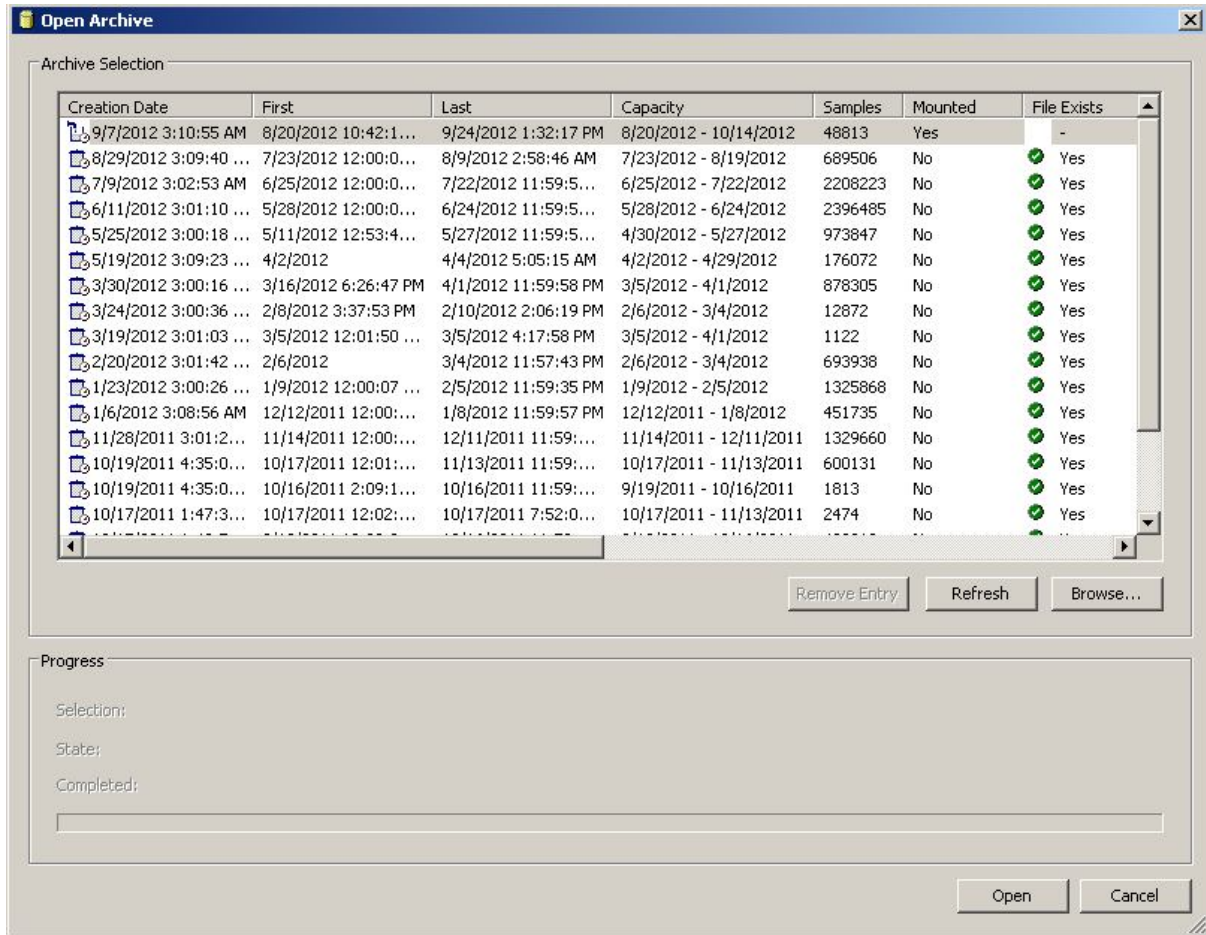 Open Archive
Archive Selection
Creation Date First Last Capacity Samples Mounted File Exists
9/7/2012 3:10:55 AM 8/20/2012 10:42:1... 9/24/2012 1:32:17 PM 8/20/2012 - 10/14/2012 48813 Yes -
8/29/2012 3:09:40 ... 7/23/2012 12:00:0... 8/9/2012 2:58:46 AM 7/23/2012 - 8/19/2012 689506 No Yes
7/9/2012 3:02:53 AM 6/25/2012 12:00:0... 7/22/2012 11:59:5... 6/25/2012 - 7/22/2012 2208223 No Yes
6/11/2012 3:01:10 ... 5/28/2012 12:00:0... 6/24/2012 11:59:5... 5/28/2012 - 6/24/2012 2396485 No Yes
5/25/2012 3:00:18 ... 5/11/2012 12:53:4... 5/27/2012 11:59:5... 4/30/2012 - 5/27/2012 973847 No Yes
5/19/2012 3:09:23 ... 4/2/2012 4/4/2012 5:05:15 AM 4/2/2012 - 4/29/2012 176072 No Yes
3/30/2012 3:00:16 ... 3/16/2012 6:26:47 PM 4/1/2012 11:59:58 PM 3/5/2012 - 4/1/2012 878305 No Yes
3/24/2012 3:00:36 ... 2/8/2012 3:37:53 PM 2/10/2012 2:06:19 PM 2/6/2012 - 3/4/2012 12872 No Yes
3/19/2012 3:01:03 ... 3/5/2012 12:01:50 ... 3/5/2012 4:17:58 PM 3/5/2012 - 4/1/2012 1122 No Yes
2/20/2012 3:01:42 ... 2/6/2012 3/4/2012 11:57:43 PM 2/6/2012 - 3/4/2012 693938 No Yes
1/23/2012 3:00:26 ... 1/9/2012 12:00:07 ... 2/5/2012 11:59:35 PM 1/9/2012 - 2/5/2012 1325868 No Yes
1/6/2012 3:08:56 AM 12/12/2011 12:00:... 1/8/2012 11:59:57 PM 12/12/2011 - 1/8/2012 451735 No Yes
11/28/2011 3:01:2... 11/14/2011 12:00:... 12/11/2011 11:59:... 11/14/2011 - 12/11/2011 1329660 No Yes
10/19/2011 4:35:0... 10/17/2011 12:01:... 11/13/2011 11:59:... 10/17/2011 - 11/13/2011 600131 No Yes
10/19/2011 4:35:0... 10/16/2011 2:09:1... 10/16/2011 11:59:... 9/19/2011 - 10/16/2011 1813 No Yes
10/17/2011 1:47:3... 10/17/2011 12:02:... 10/17/2011 7:52:0... 10/17/2011 - 11/13/2011 2474 No Yes
Remove Entry Refresh Browse...
Progress
Selection:
State:
Completed:
Open Cancel